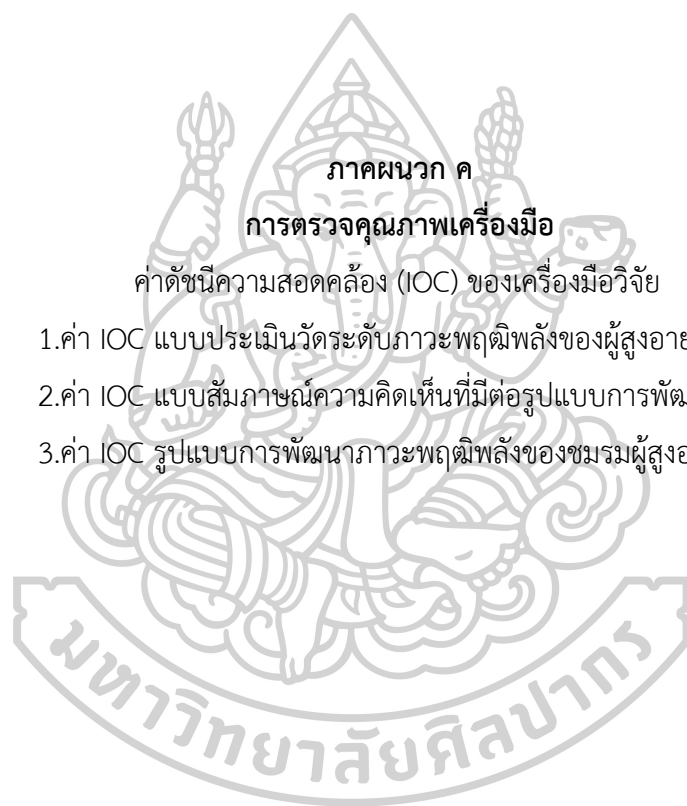 ภาคผนวก ค
การตรวจคุณภาพเครื่องมือ
ค่าดัชนีความสอดคล้อง (IOC) ของเครื่องมือวิจัย
1.ค่า IOC แบบประเมินวัดระดับภาวะพฤฒิพลังของผู้สูงอาย
2.ค่า IOC แบบสัมภาษณ์ความคิดเห็นที่มีต่อรูปแบบการพัฒ
3.ค่า IOC รูปแบบการพัฒนาภาวะพฤฒิพลังของชมรมผู้สูงอ
มหาวิทยาลัยศิลปากร